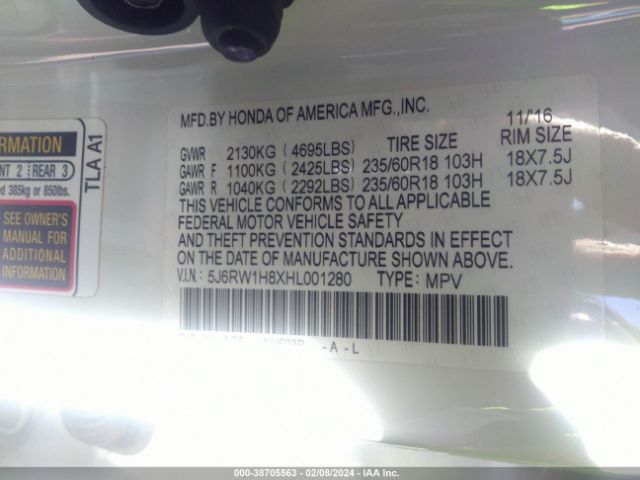 MFD.BY HONDA OF AMERICA MFG.,INC. 11/16
TIRE SIZE RIM SIZE
GVWR 2130KG (4695LBS)
GAWR F 1100KG (2425LBS) 235/60R18 103H 18X7.5J
GAWR R 1040KG (2292LBS) 235/60R18 103H 18X7.5J
THIS VEHICLE CONFORMS TO ALL APPLICABLE
FEDERAL MOTOR VEHICLE SAFETY
AND THEFT PREVENTION STANDARDS IN EFFECT
ON THE DATE OF MANUFACTURE SHOWN ABOVE.
V.I.N: 5J6RW1H8XHL001280 TYPE: MPV
-A-L
TLA A1
2 REAR 3
385kg or 850lbs.
SEE OWNER'S
MANUAL FOR
ADDITIONAL
INFORMATION
000-38705563 - 02/08/2024 - IAA Inc.